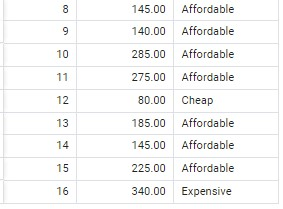 8 145.00 Affordable
9 140.00 Affordable
10 285.00 Affordable
11 275.00 Affordable
12 80.00 Cheap
13 185.00 Affordable
14 145.00 Affordable
15 225.00 Affordable
16 340.00 Expensive